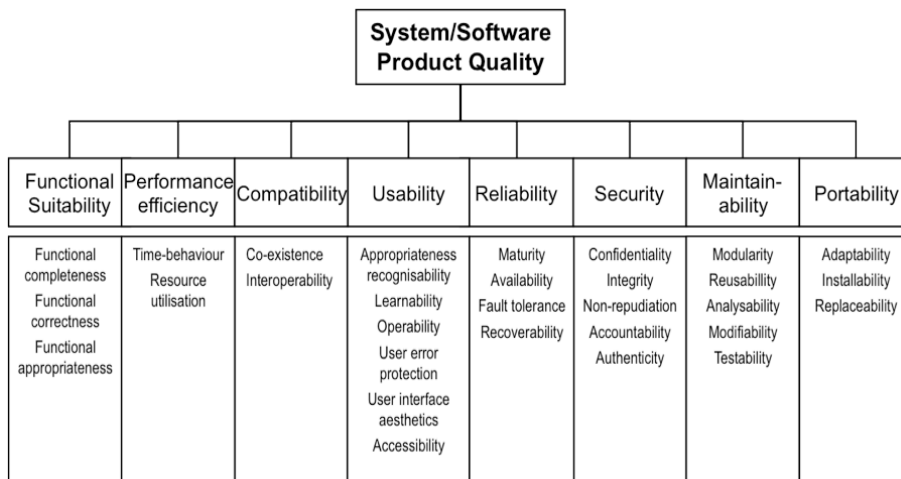 System/Software
Product Quality
Functional
Suitability
Performance
efficiency
Compatibility
Usability
Reliability
Security
Maintain-
ability
Portability
Functional
completeness
Functional
correctness
Functional
appropriateness
Time-behaviour
Resource
utilisation
Co-existence
Interoperability
Appropriateness
recognisability
Learnability
Operability
User error
protection
User interface
aesthetics
Accessibility
Maturity
Availability
Fault tolerance
Recoverability
Confidentiality
Integrity
Non-repudiation
Accountability
Authenticity
Modularity
Reusabillity
Analysability
Modifiability
Testability
Adaptability
Installability
Replaceability